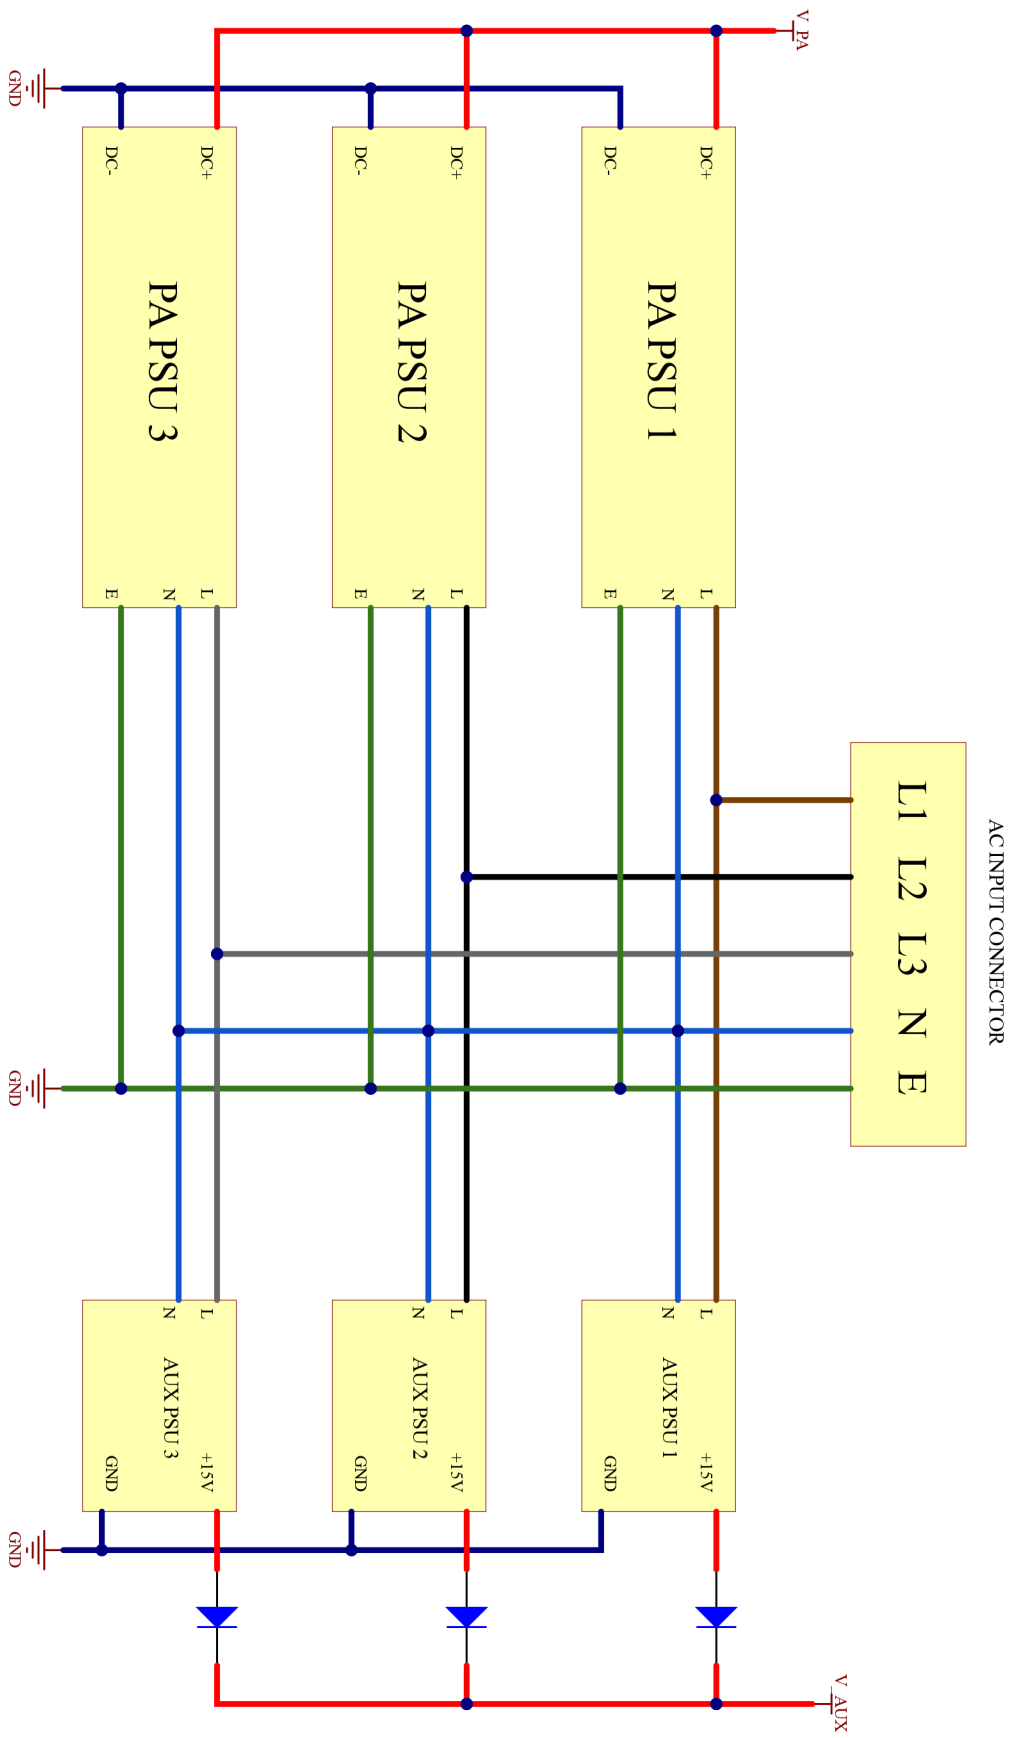 AC INPUT CONNECTOR
L1 L2 L3 N E
V_PA
DC+
DC-
PA PSU 1
L
N
E
L
N
AUX PSU 1
+15V
GND
V_AUX
DC+
DC-
PA PSU 2
L
N
E
L
N
AUX PSU 2
+15V
GND
DC+
DC-
PA PSU 3
L
N
E
L
N
AUX PSU 3
+15V
GND
GND
GND
GND